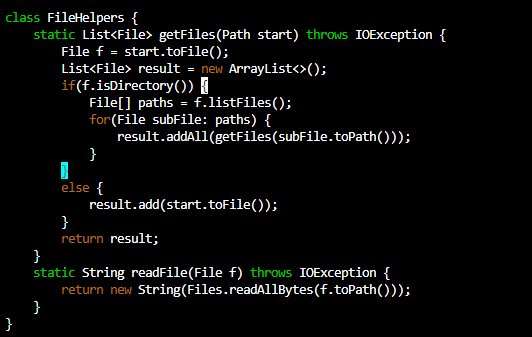 class FileHelpers {
    static List<File> getFiles(Path start) throws IOException {
        File f = start.toFile();
        List<File> result = new ArrayList<>();
        if(f.isDirectory()) {
            File[] paths = f.listFiles();
            for(File subFile: paths) {
                result.addAll(getFiles(subFile.toPath()));
            }
        }
        else {
            result.add(start.toFile());
        }
        return result;
    }
    static String readFile(File f) throws IOException {
        return new String(Files.readAllBytes(f.toPath()));
    }
}